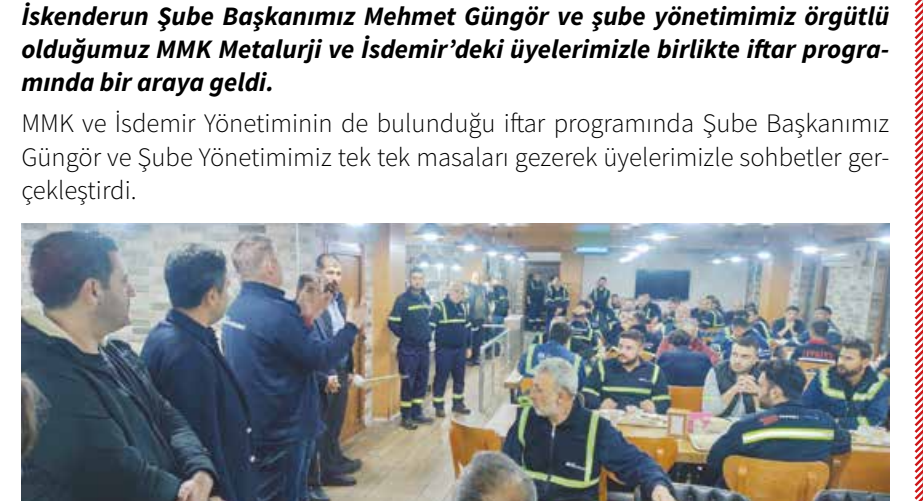 İskenderun Şube Başkanımız Mehmet Güngör ve şube yönetimimiz örgütlü
olduğumuz MMK Metalurji ve İsdemir’deki üyelerimizle birlikte iftar progra-
mında bir araya geldi.
MMK ve İsdemir Yönetiminin de bulunduğu iftar programında Şube Başkanımız
Güngör ve Şube Yönetimimiz tek tek masaları gezerek üyelerimizle sohbetler ger-
çekleştirdi.